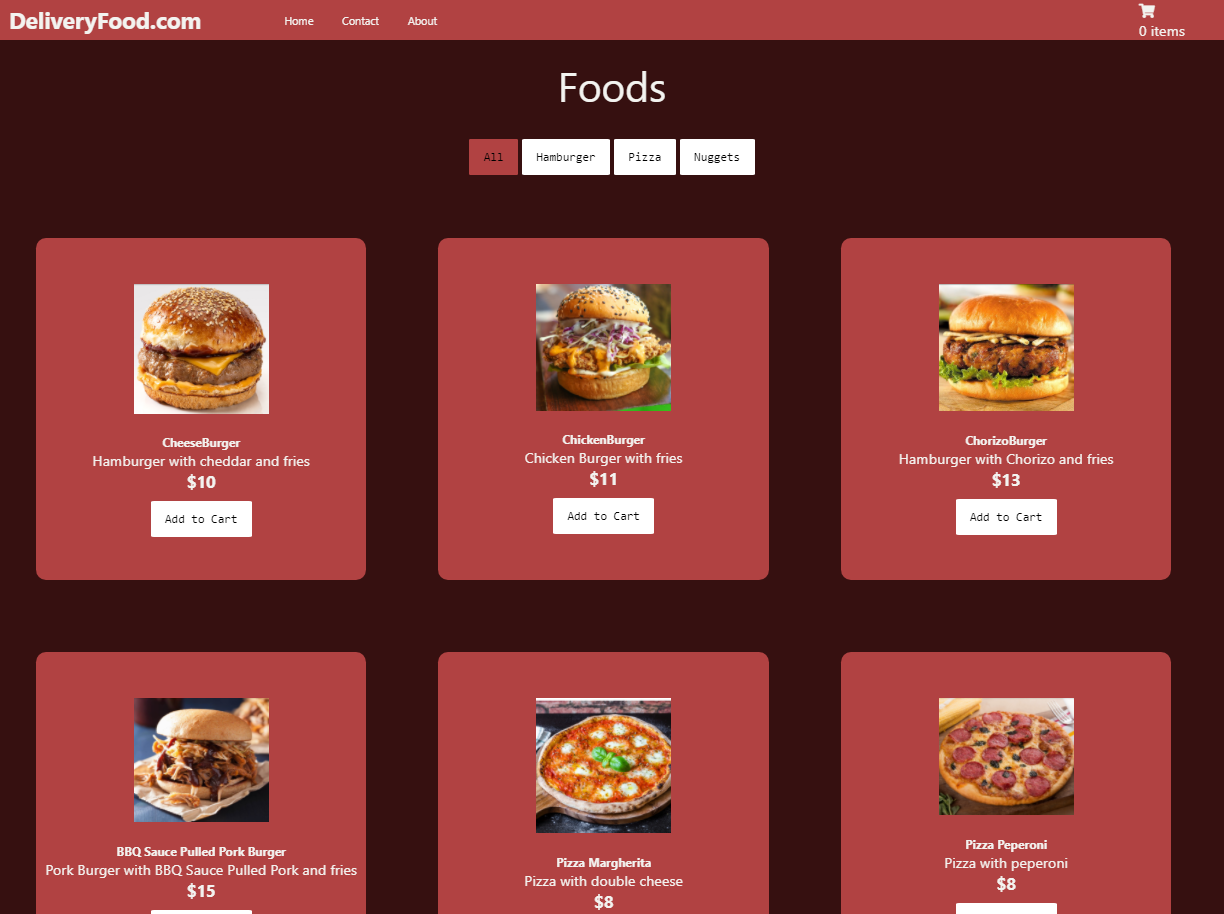 DeliveryFood.com
Home Contact About
0 items
Foods
All Hamburger Pizza Nuggets
CheeseBurger
Hamburger with cheddar and fries
$10
Add to Cart
ChickenBurger
Chicken Burger with fries
$11
Add to Cart
ChorizoBurger
Hamburger with Chorizo and fries
$13
Add to Cart
BBQ Sauce Pulled Pork Burger
Pork Burger with BBQ Sauce Pulled Pork and fries
$15
Pizza Margherita
Pizza with double cheese
$8
Pizza Peperoni
Pizza with peperoni
$8